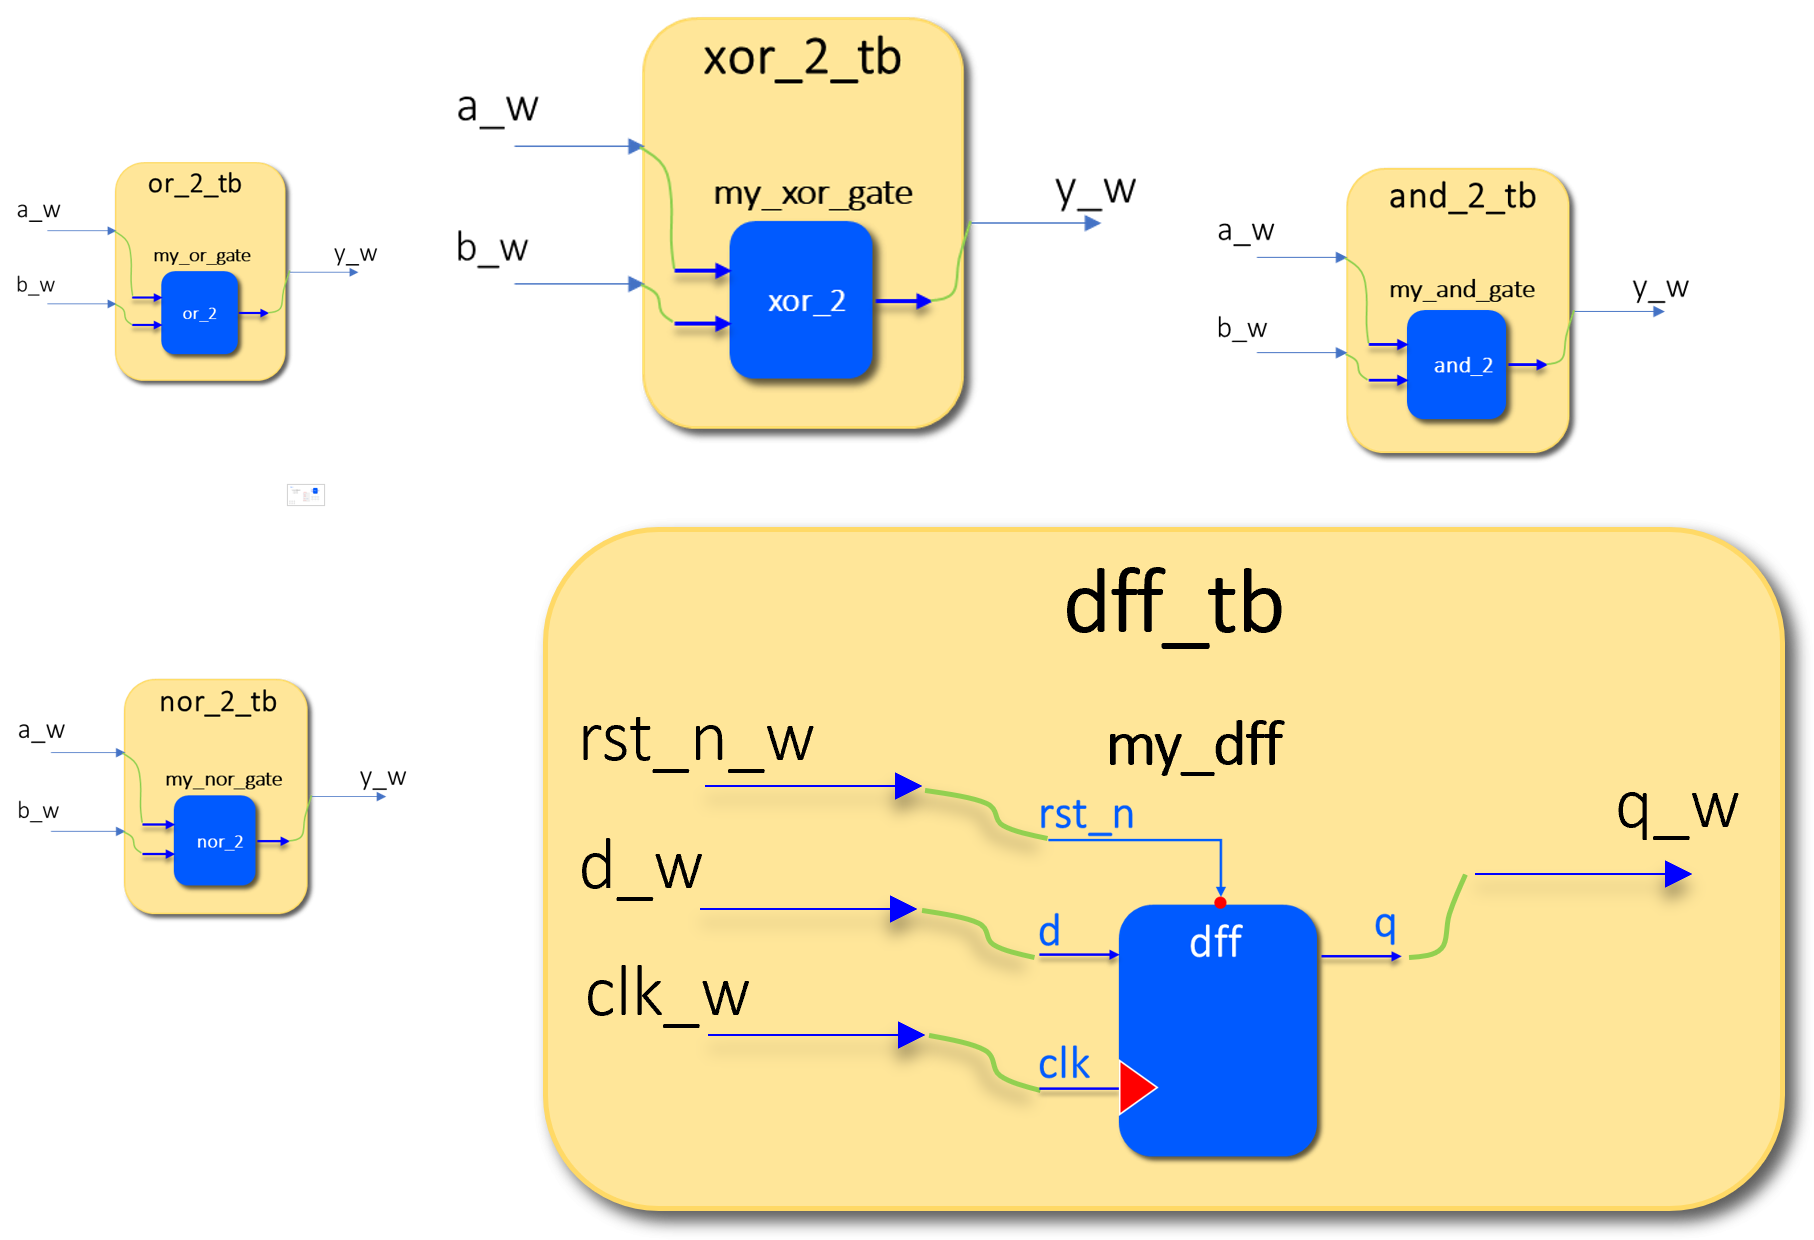 xor_2_tb
a_w
my_xor_gate
y_w
b_w
xor_2
or_2_tb
a_w
my_or_gate
y_w
b_w
or_2
and_2_tb
a_w
my_and_gate
y_w
b_w
and_2
nor_2_tb
a_w
my_nor_gate
y_w
b_w
nor_2
dff_tb
rst_n_w
my_dff
rst_n
q_w
d_w
d
dff
q
clk_w
clk